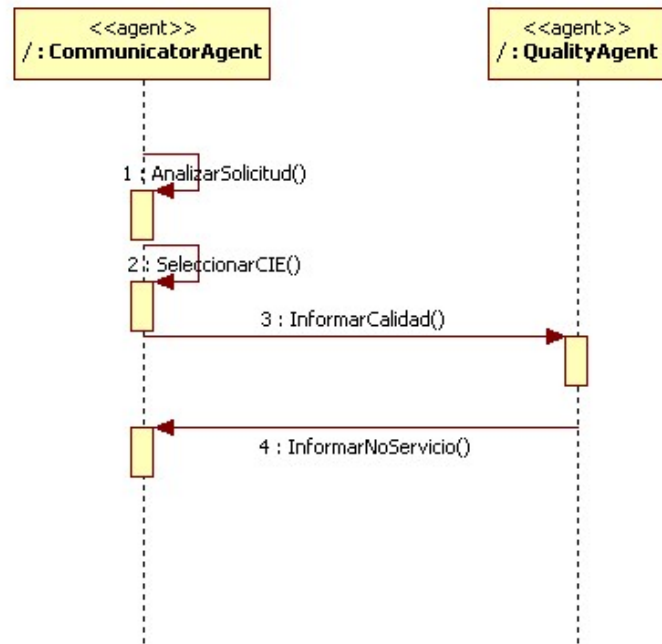 <<agent>>
/ : CommunicatorAgent
<<agent>>
/ : QualityAgent
1 : AnalizarSolicitud()
2 : SeleccionarCIE()
3 : InformarCalidad()
4 : InformarNoServicio()